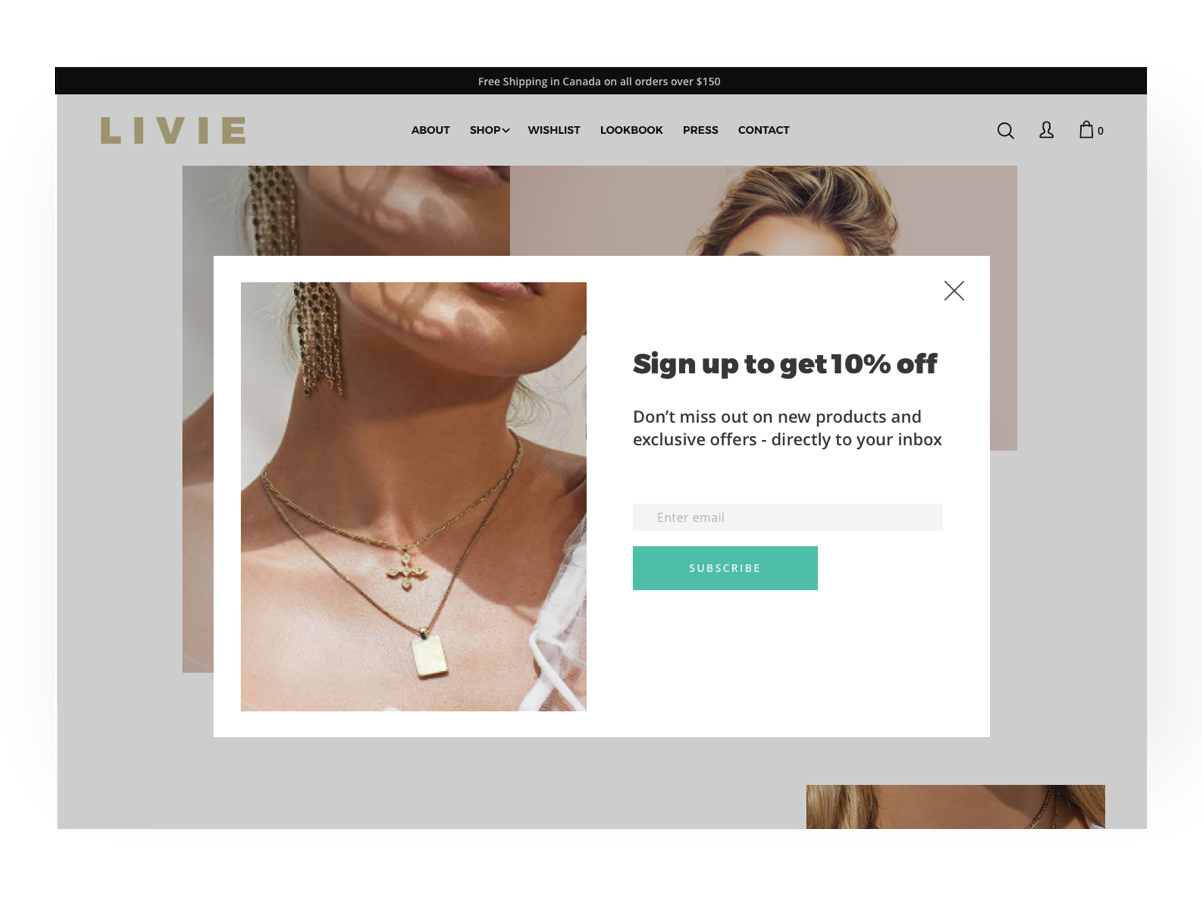 Free Shipping in Canada on all orders over $150
LIVIE
ABOUT SHOP WISHLIST LOOKBOOK PRESS CONTACT
0
Sign up to get 10% off
Don’t miss out on new products and
exclusive offers - directly to your inbox
Enter email
SUBSCRIBE